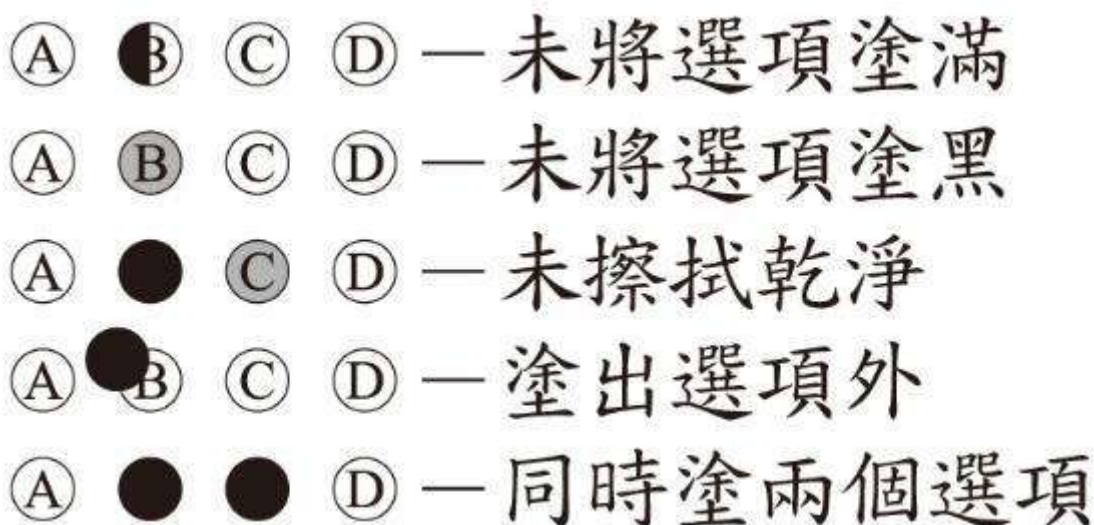 Ⓐ Ⓑ Ⓒ Ⓓ — 未將選項塗滿
Ⓐ Ⓑ Ⓒ Ⓓ — 未將選項塗黑
Ⓐ ● Ⓒ Ⓓ — 未擦拭乾淨
Ⓐ Ⓑ Ⓒ Ⓓ — 塗出選項外
Ⓐ ● ● Ⓓ — 同時塗兩個選項